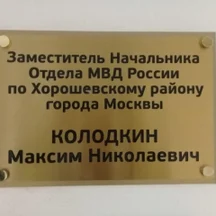 Заместитель Начальника
Отдела МВД России
по Хорошевскому району
города Москвы
КОЛОДКИН
Максим Николаевич